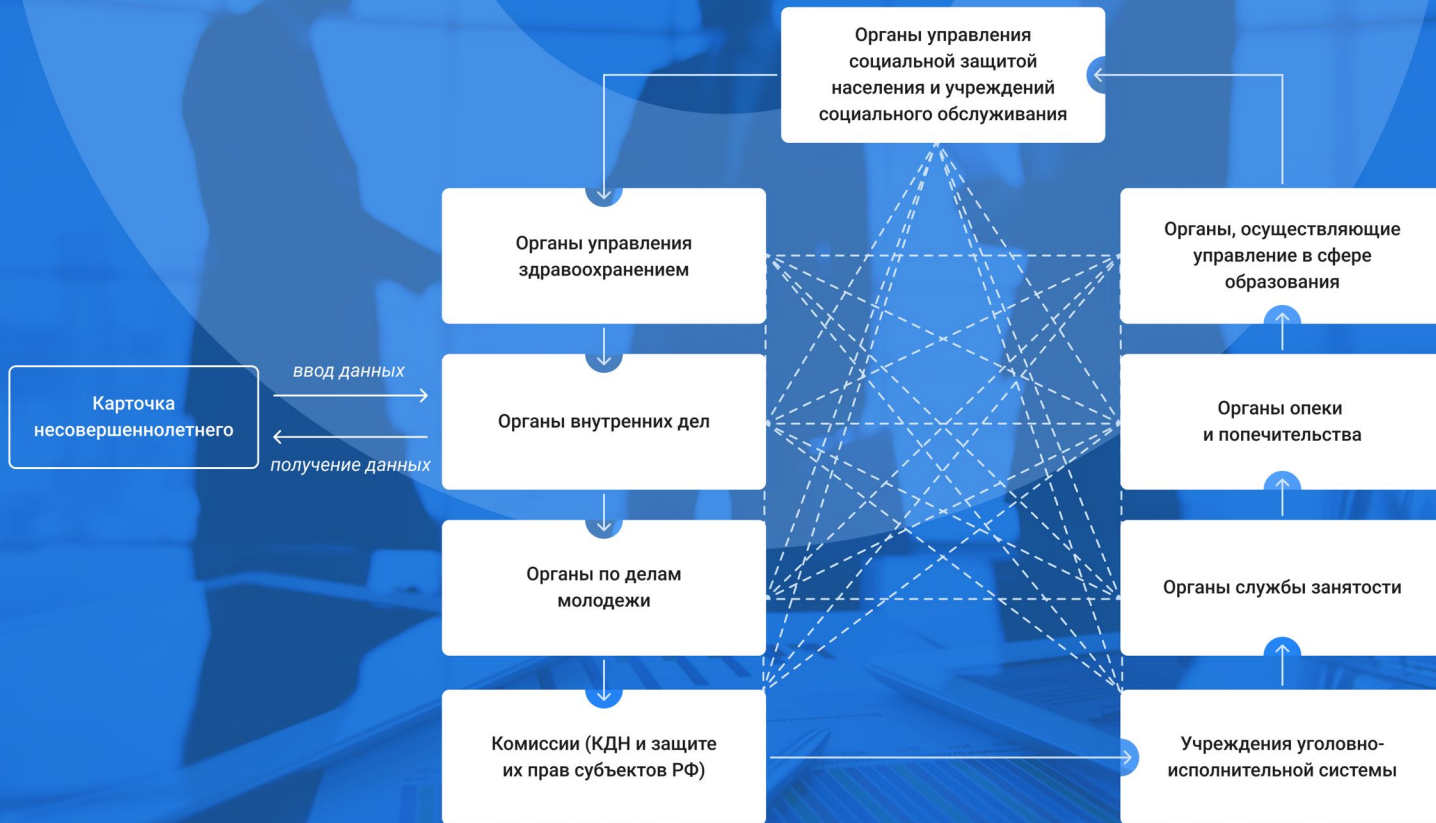 Органы управления
социальной защитой
населения и учреждений
социального обслуживания
Органы управления
здравоохранением
Органы, осуществляющие
управление в сфере
образования
Карточка
несовершеннолетнего
ввод данных
получение данных
Органы внутренних дел
Органы опеки
и попечительства
Органы по делам
молодежи
Органы службы занятости
Комиссии (КДН и защите
их прав субъектов РФ)
Учреждения уголовно-
исполнительной системы